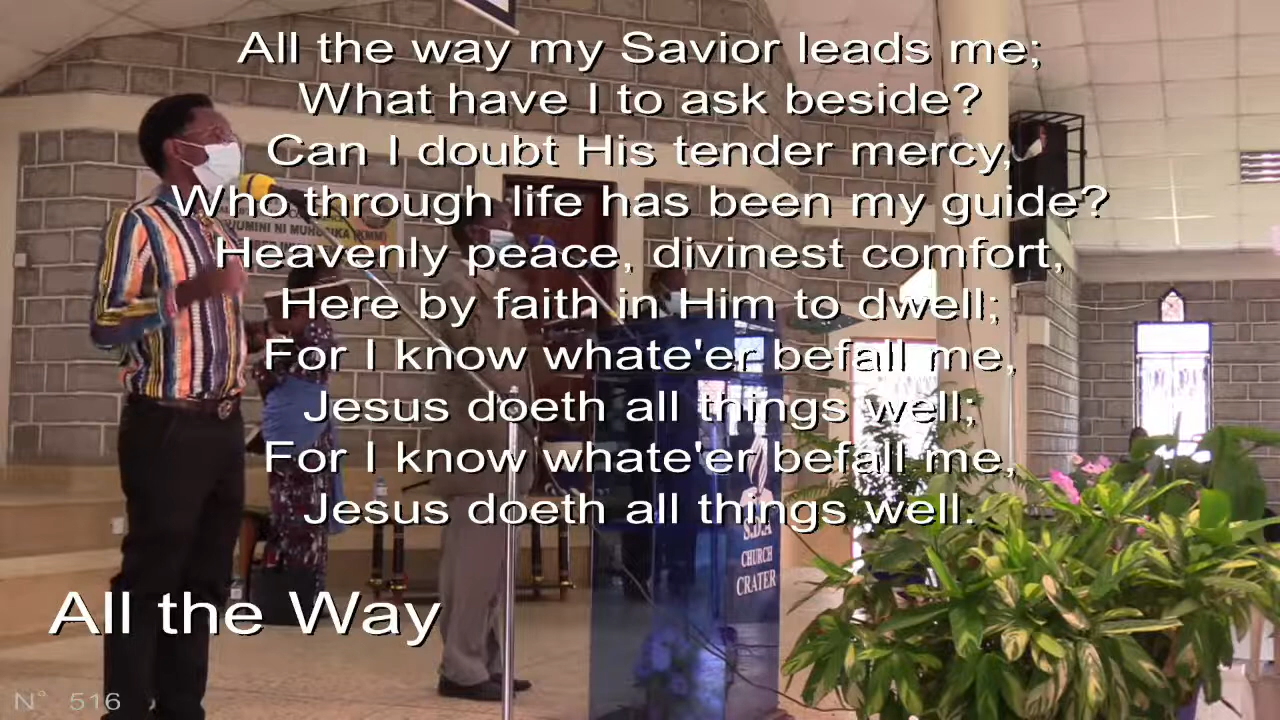 All the way my Savior leads me;
What have I to ask beside?
Can I doubt His tender mercy,
Who through life has been my guide?
Heavenly peace, divinest comfort,
Here by faith in Him to dwell;
For I know whate'er befall me,
Jesus doeth all things well;
For I know whate'er befall me,
Jesus doeth all things well.
S.D.A
CHURCH
CRATER
All the Way
N° 516